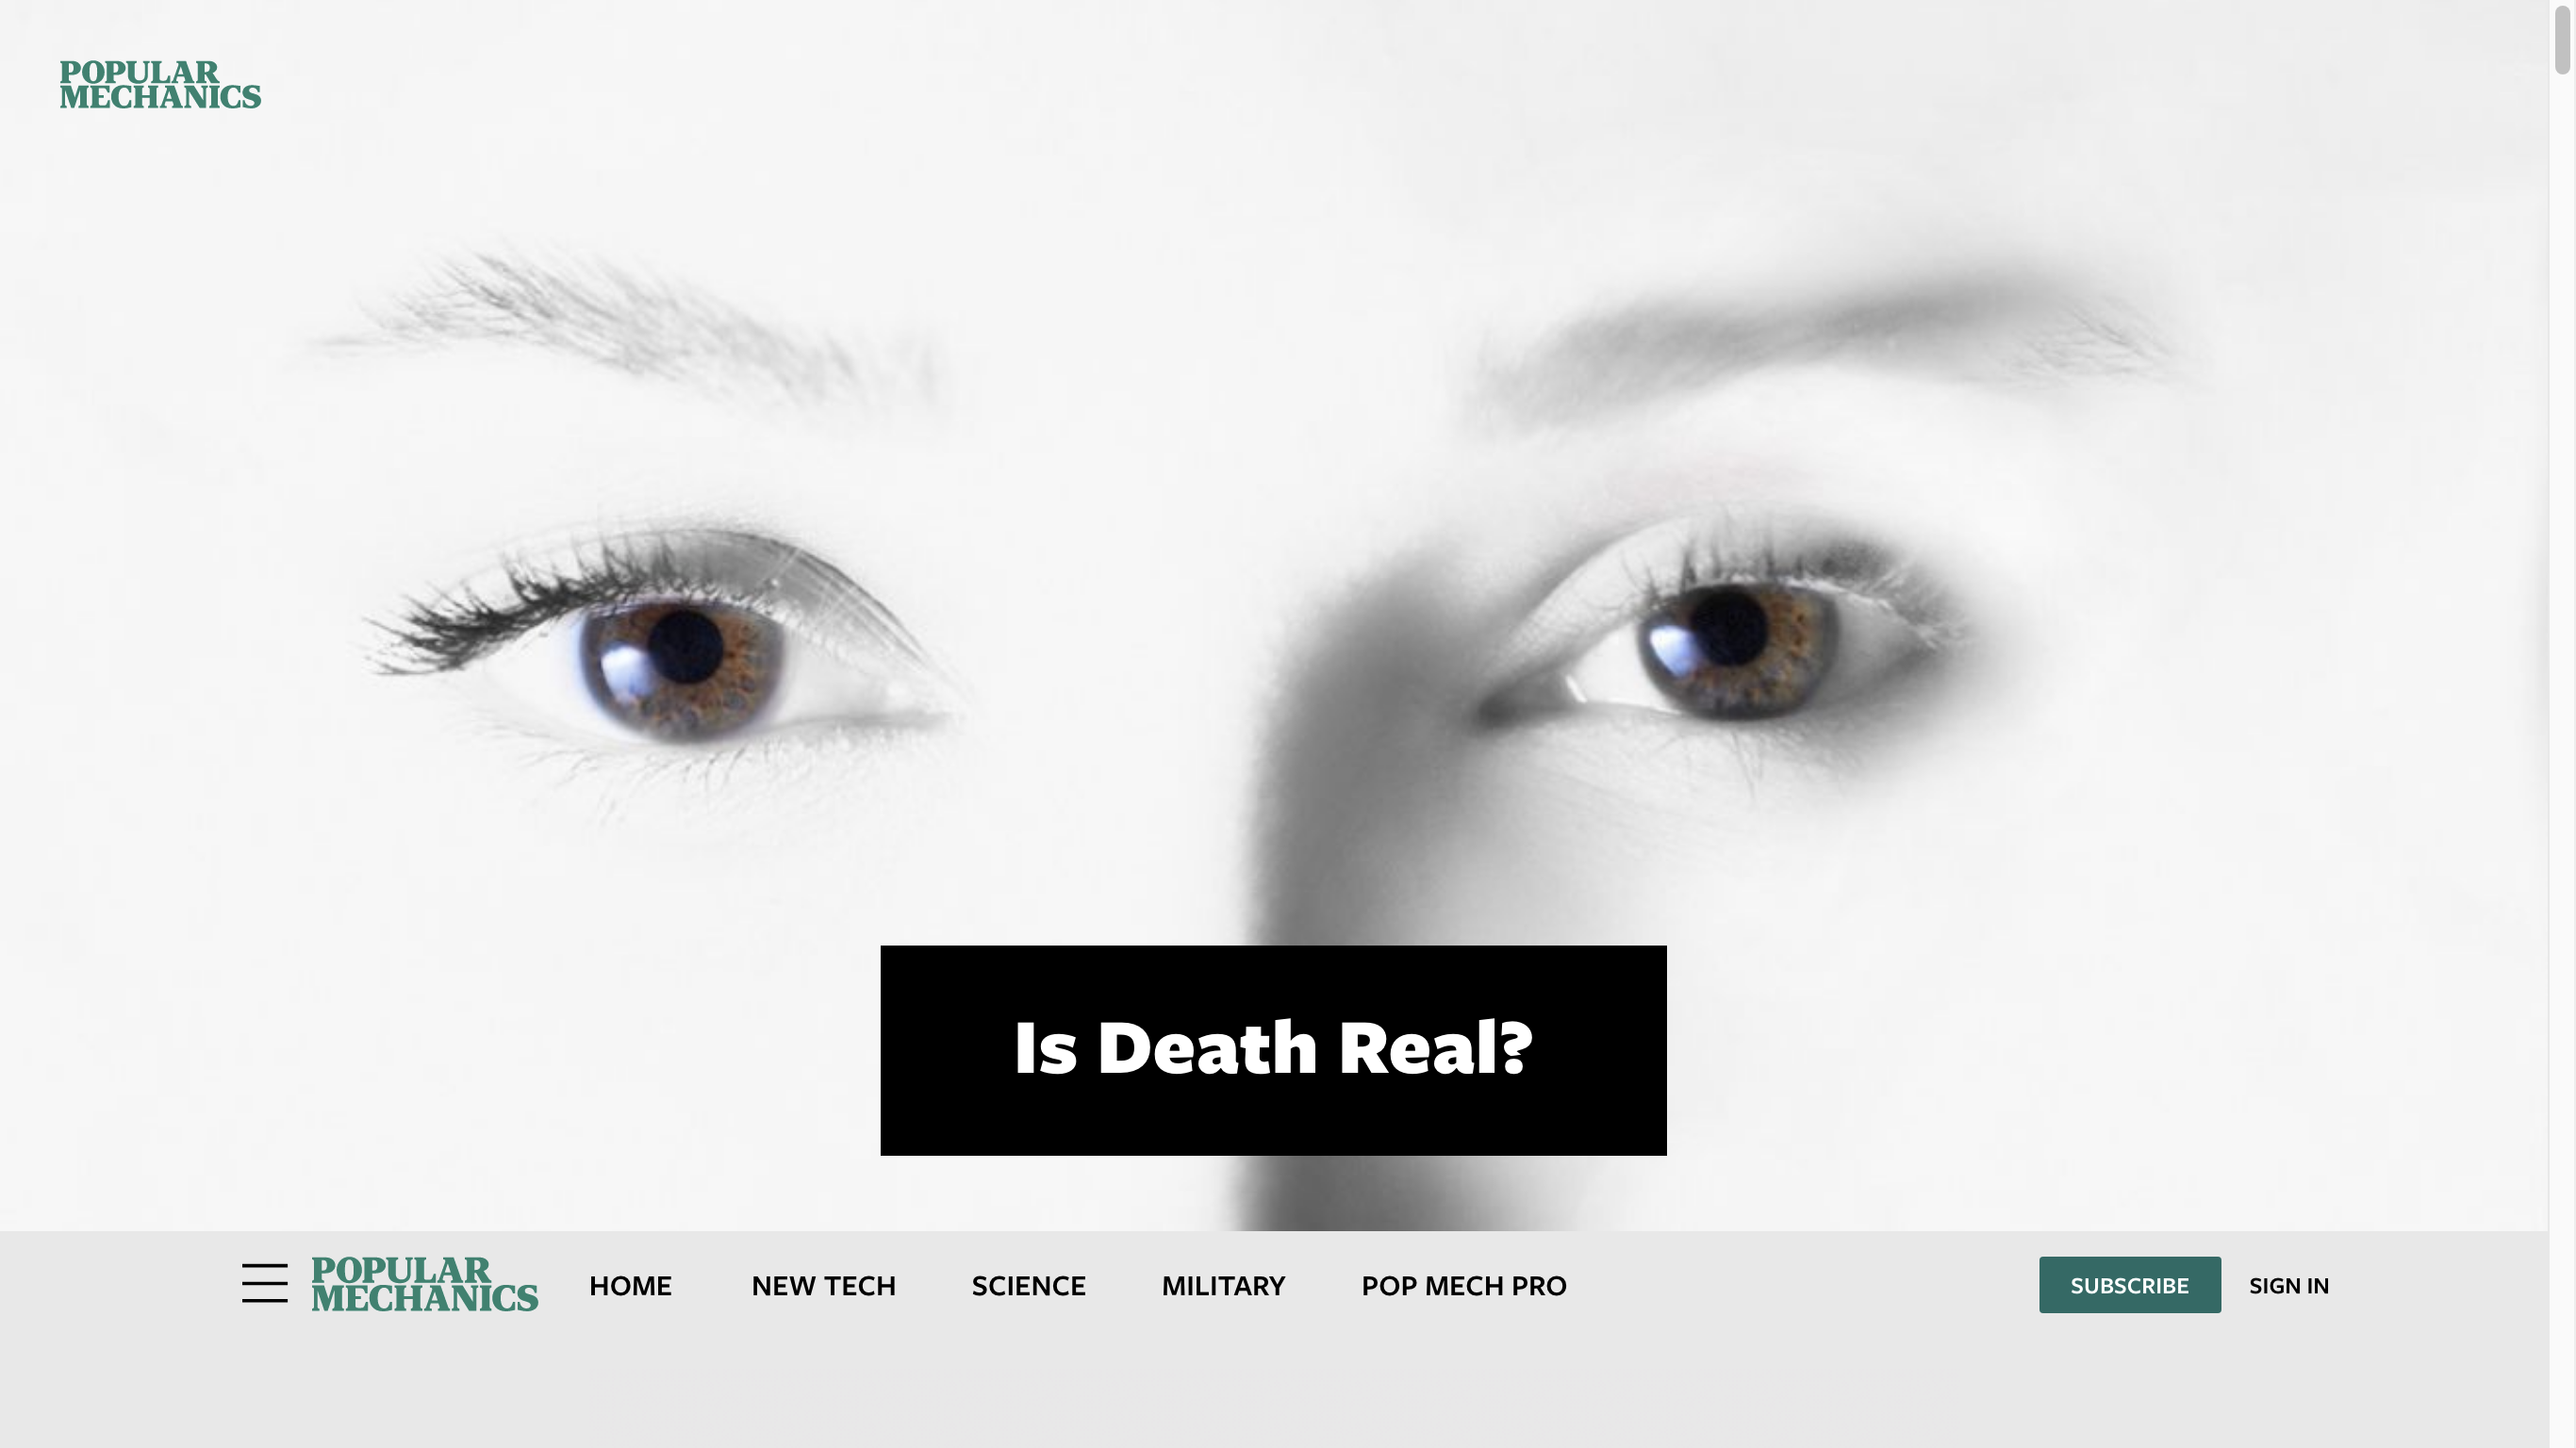 POPULAR
MECHANICS
Is Death Real?
POPULAR
MECHANICS
HOME NEW TECH SCIENCE MILITARY POP MECH PRO SUBSCRIBE SIGN IN